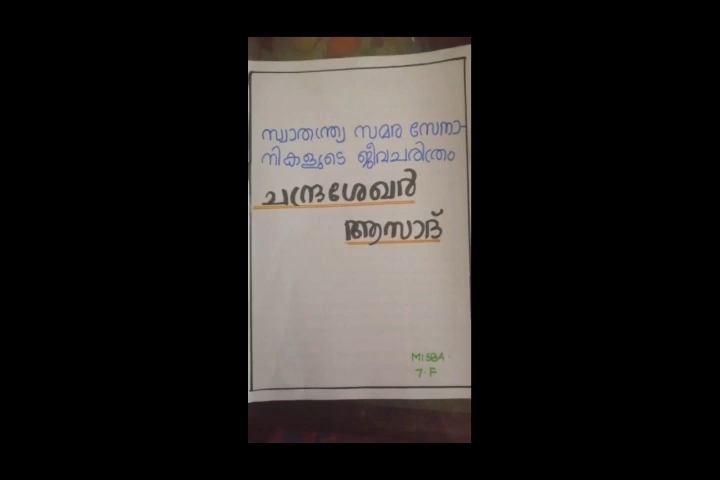 സ്വാതന്ത്ര്യ സമര സേനാ-
നികളുടെ ജീവചരിത്രം
ചന്ദ്രശേഖർ
ആസാദ്
MISBA
7-F